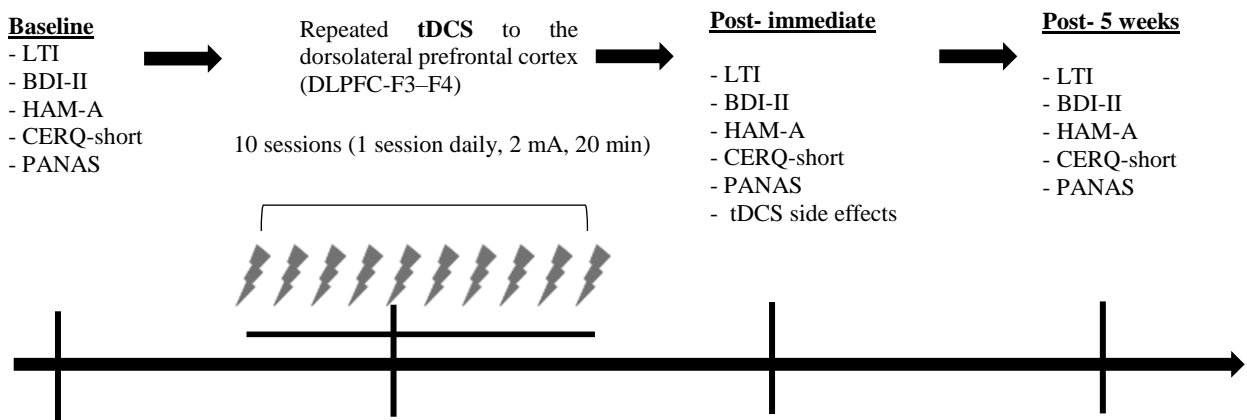 Baseline
- LTI
- BDI-II
- HAM-A
- CERQ-short
- PANAS
Repeated tDCS to the
dorsolateral prefrontal cortex
(DLPFC-F3–F4)
10 sessions (1 session daily, 2 mA, 20 min)
Post- immediate
- LTI
- BDI-II
- HAM-A
- CERQ-short
- PANAS
- tDCS side effects
Post- 5 weeks
- LTI
- BDI-II
- HAM-A
- CERQ-short
- PANAS